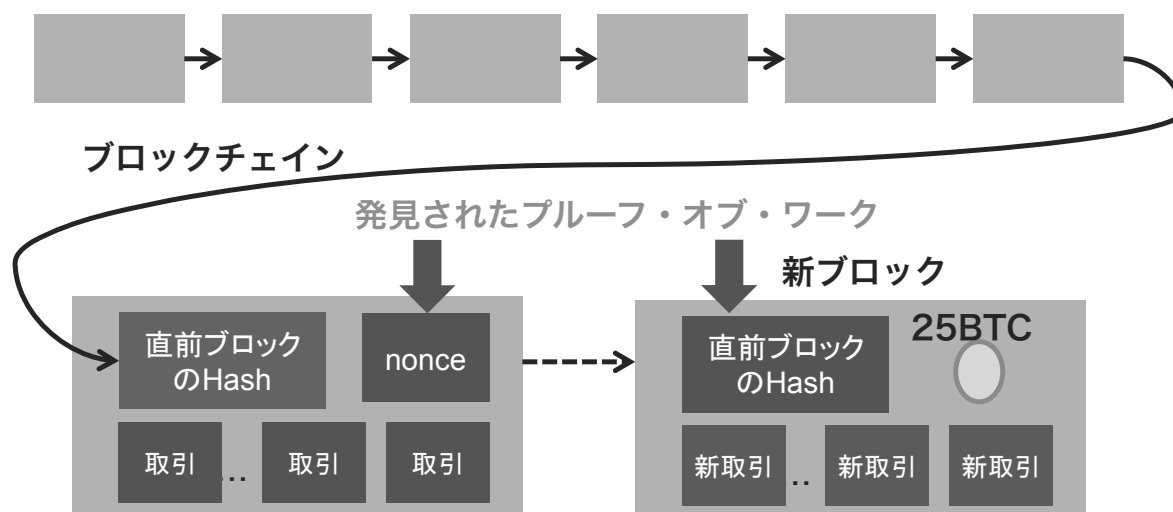 ブロックチェイン
発見されたプルーフ・オブ・ワーク
新ブロック
直前ブロック
のHash
nonce
取引
...
取引
取引
直前ブロック
のHash
25BTC
新取引
..
新取引
新取引